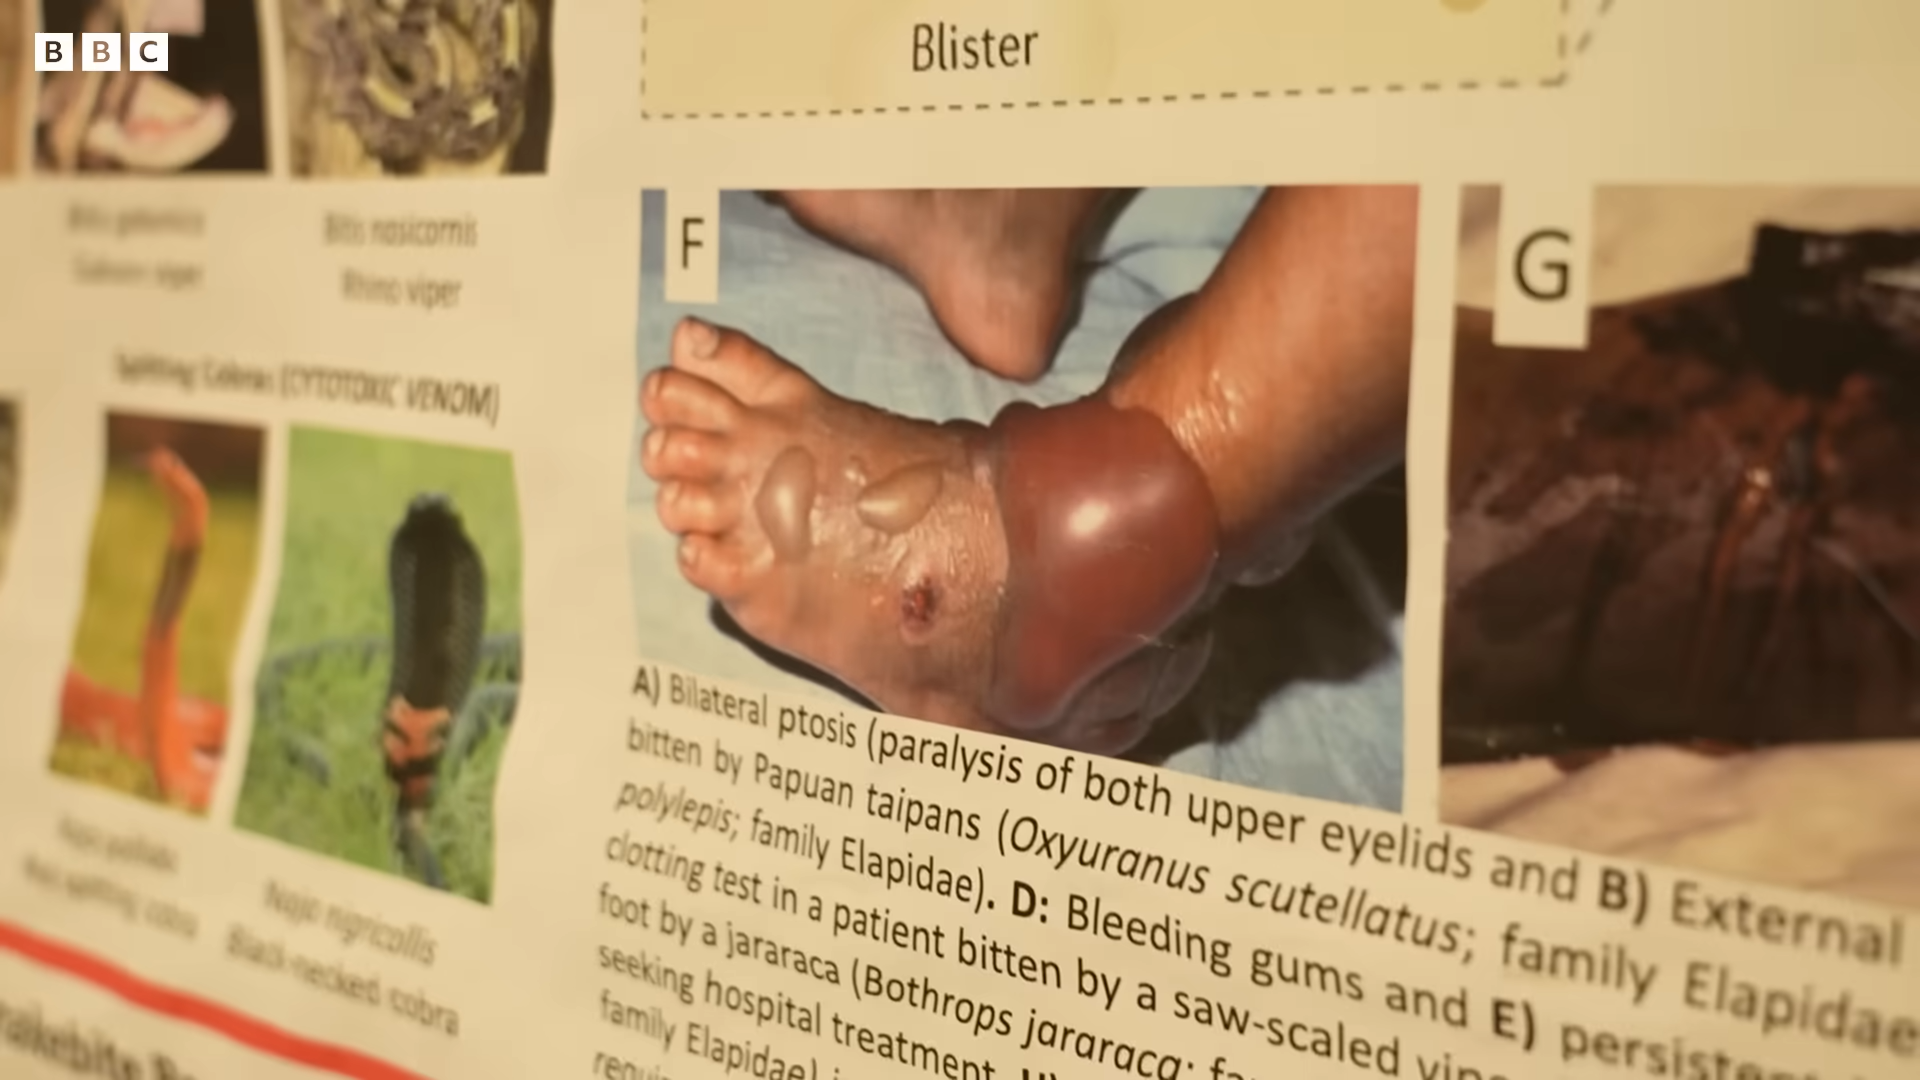 BBC
Blister
F
G
Bitis nasicornis
Rhino viper
Spitting Cobras (CYTOTOXIC VENOM)
Naja nigricollis
Black-necked cobra
A) Bilateral ptosis (paralysis of both upper eyelids and B) External
bitten by Papuan taipans (Oxyuranus scutellatus; family Elapidae
polylepis; family Elapidae). D: Bleeding gums and E) persistent
clotting test in a patient bitten by a saw-scaled
foot by a jararaca (Bothrops jararaca;
seeking hospital treatment.
family Elapidae)